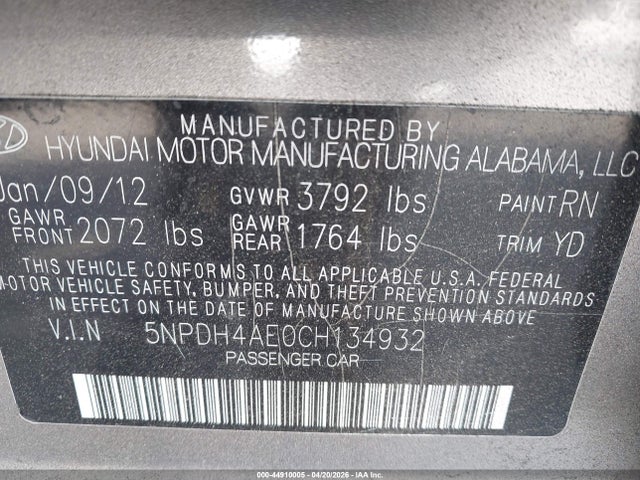 MANUFACTURED BY
HYUNDAI MOTOR MANUFACTURING ALABAMA, LLC
Jan/09/12 GVWR 3792 lbs PAINT RN
GAWR FRONT 2072 lbs GAWR REAR 1764 lbs TRIM YD
THIS VEHICLE CONFORMS TO ALL APPLICABLE U.S.A. FEDERAL
MOTOR VEHICLE SAFETY, BUMPER, AND THEFT PREVENTION STANDARDS
IN EFFECT ON THE DATE OF MANUFACTURE SHOWN ABOVE.
V.I.N 5NPDH4AE0CH134932
PASSENGER CAR
000-44910005 - 04/20/2026 - IAA Inc.